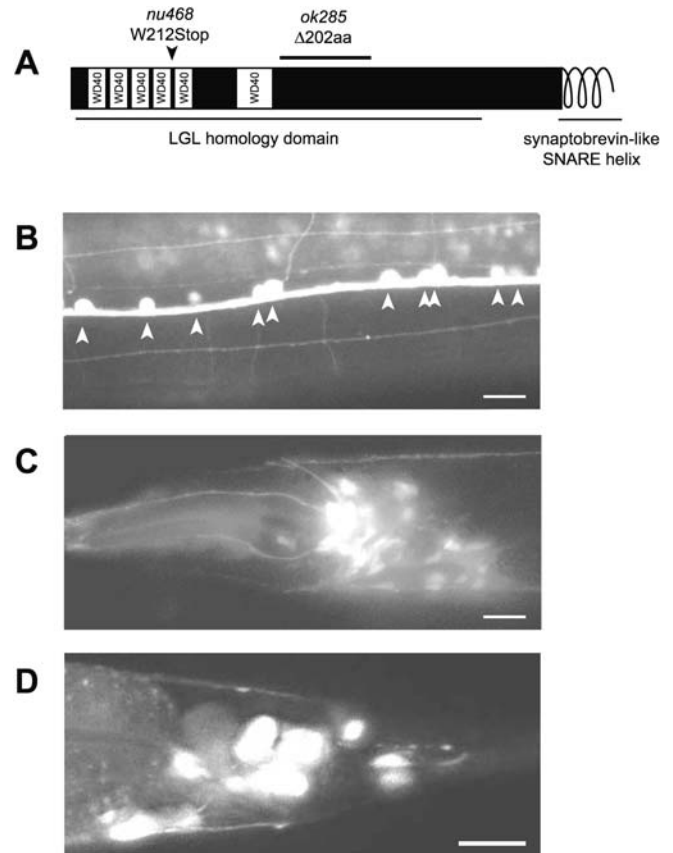 nu468
W212Stop
ok285
Δ202aa
A
WD40
WD40
WD40
WD40
WD40
WD40
LGL homology domain
synaptobrevin-like
SNARE helix
B
C
D